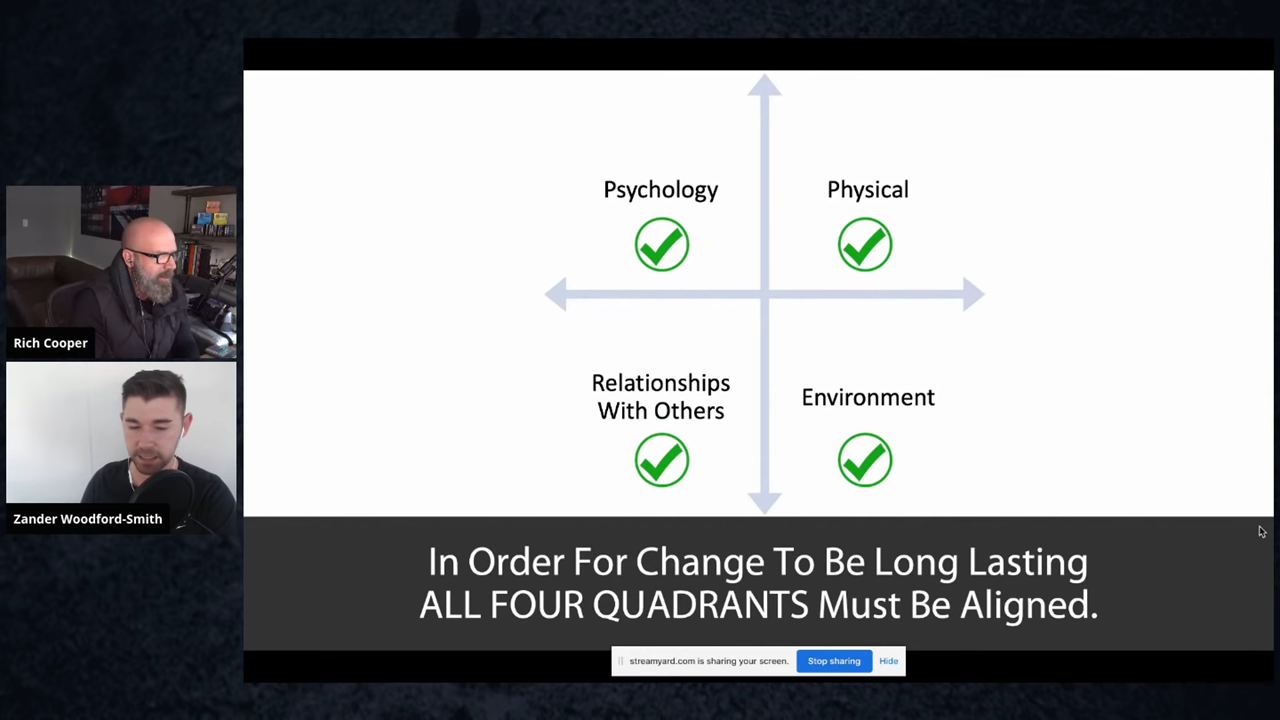 Psychology
Physical
Relationships
With Others
Environment
Rich Cooper
Zander Woodford-Smith
In Order For Change To Be Long Lasting
ALL FOUR QUADRANTS Must Be Aligned.
streamyard.com is sharing your screen.
Stop sharing
Hide